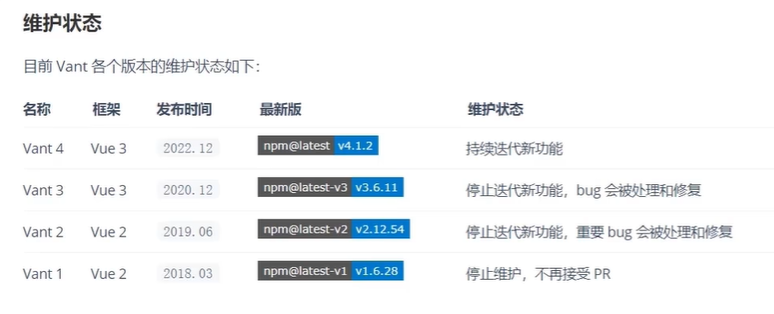 维护状态
目前 Vant 各个版本的维护状态如下：
名称 框架 发布时间 最新版 维护状态
Vant 4 Vue 3 2022.12 npm@latest v4.1.2 持续迭代新功能
Vant 3 Vue 3 2020.12 npm@latest-v3 v3.6.11 停止迭代新功能，bug 会被处理和修复
Vant 2 Vue 2 2019.06 npm@latest-v2 v2.12.54 停止迭代新功能，重要 bug 会被处理和修复
Vant 1 Vue 2 2018.03 npm@latest-v1 v1.6.28 停止维护，不再接受 PR